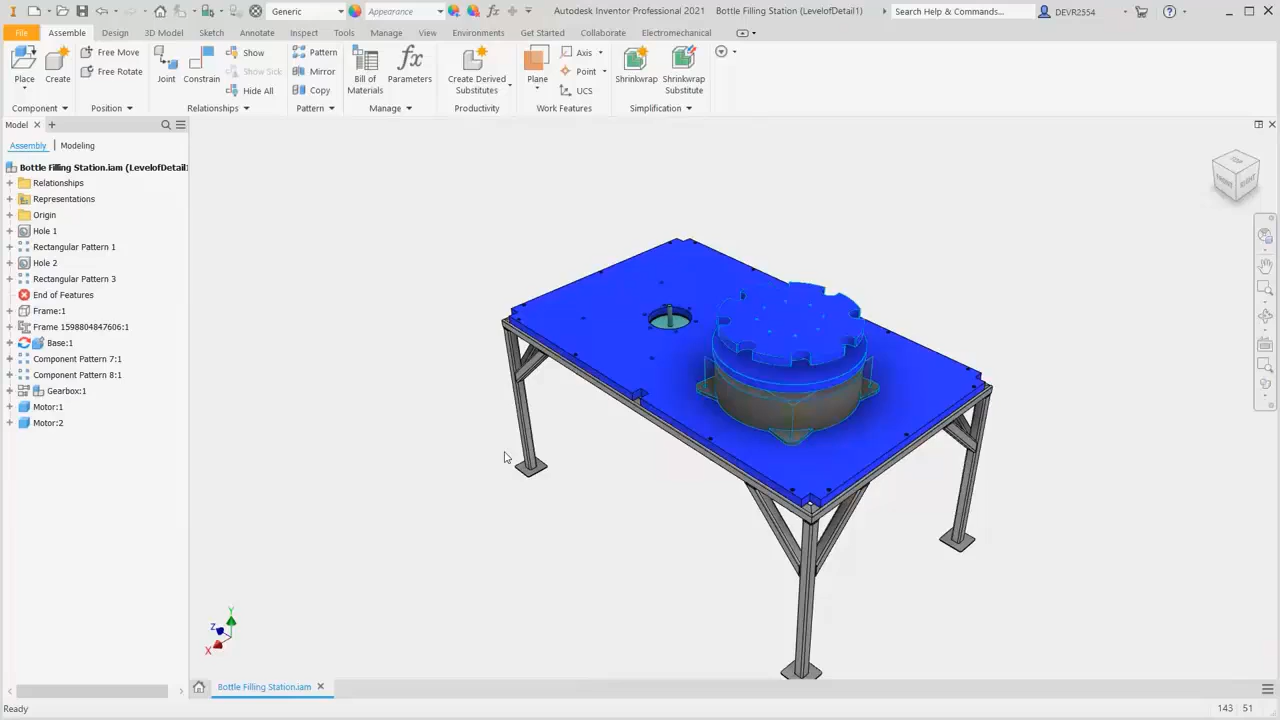 Generic
Appearance
Autodesk Inventor Professional 2021 Bottle Filling Station (LevelofDetail1)
Search Help & Commands...
DEVR2554
File Assembly Design 3D Model Sketch Annotate Inspect Tools Manage View Environments Get Started Collaborate Electromechanical
Place Create
Free Move
Free Rotate
Joint Constrain
Show
Show Sick
Hide All
Pattern
Mirror
Copy
Bill of Materials
Parameters
Create Derived Substitutes
Plane
Axis
Point
UCS
Shrinkwrap
Shrinkwrap Substitute
Component Position Relationships Pattern Manage Productivity Work Features Simplification
Model
Assembly Modeling
Bottle Filling Station.iam (LevelofDetail1
Relationships
Representations
Origin
Hole 1
Rectangular Pattern 1
Hole 2
Rectangular Pattern 3
End of Features
Frame:1
Frame 1598804847606:1
Base:1
Component Pattern 7:1
Component Pattern 8:1
Gearbox:1
Motor:1
Motor:2
TOP
FRONT
RIGHT
Y
Z
X
Bottle Filling Station.iam
Ready
143 51